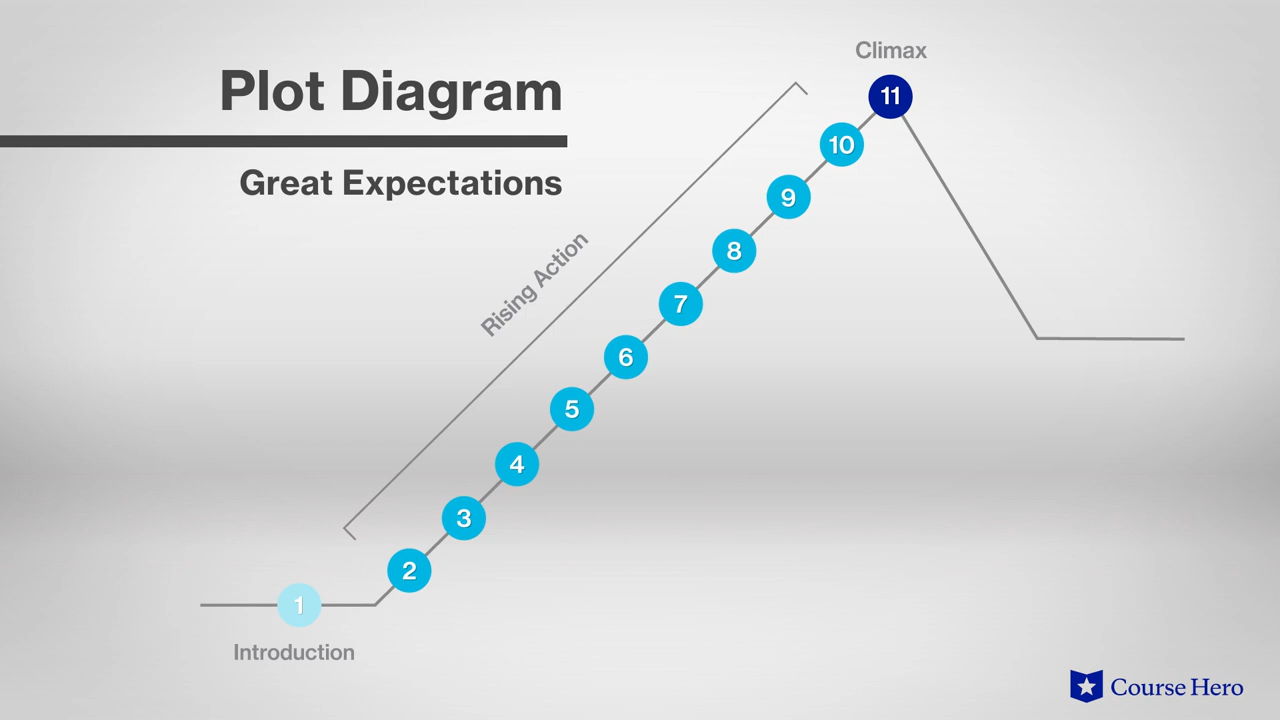 Plot Diagram
Great Expectations
Climax
11
10
9
8
Rising Action
7
6
5
4
3
2
1
Introduction
Course Hero